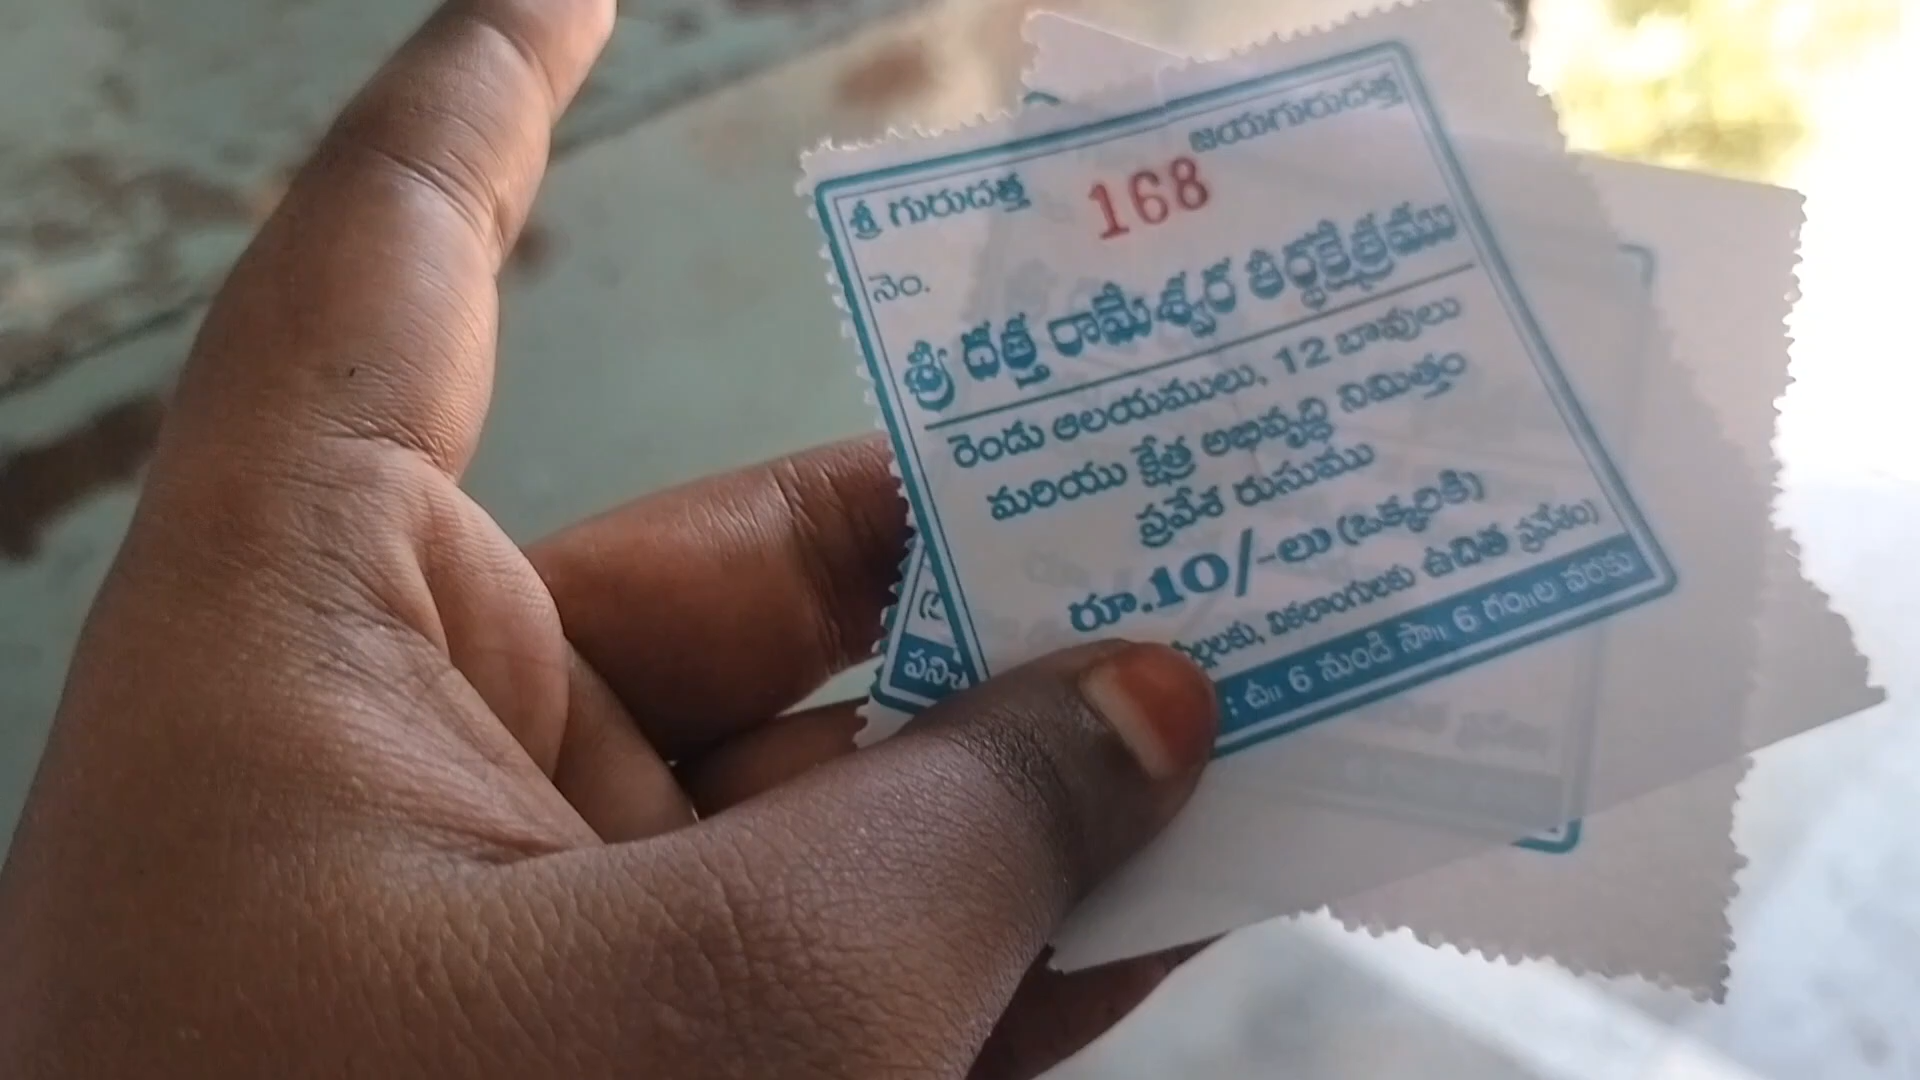 శ్రీ గురుదత్త
జయగురుదత్త
నెం.
168
శ్రీ దత్త రామేశ్వర తీర్థక్షేత్రము
రెండు ఆలయములు, 12 బావులు
మరియు క్షేత్ర అభివృద్ధి నిమిత్తం
ప్రవేశ రుసుము
రూ.10/-లు (ఒక్కరికి)
వికలాంగులకు ఉచిత ప్రవేశం)
: ఉ॥ 6 నుండి సా॥ 6 గం॥ల వరకు